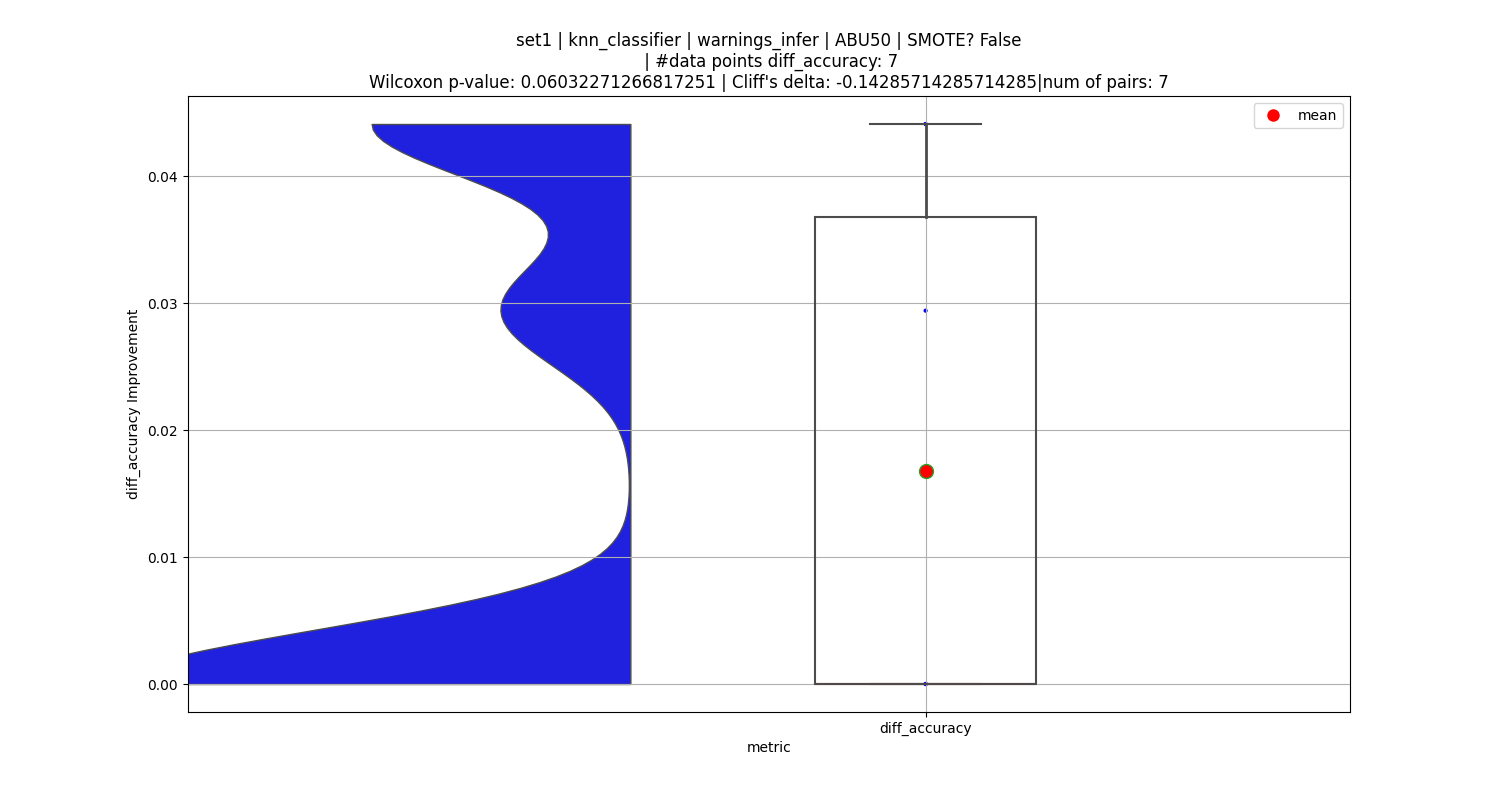 set1 | knn_classifier | warnings_infer | ABU50 | SMOTE? False
| #data points diff_accuracy: 7
Wilcoxon p-value: 0.06032271266817251 | Cliff's delta: -0.14285714285714285|num of pairs: 7
mean
0.04
0.03
0.02
0.01
0.00
diff_accuracy Improvement
diff_accuracy
metric